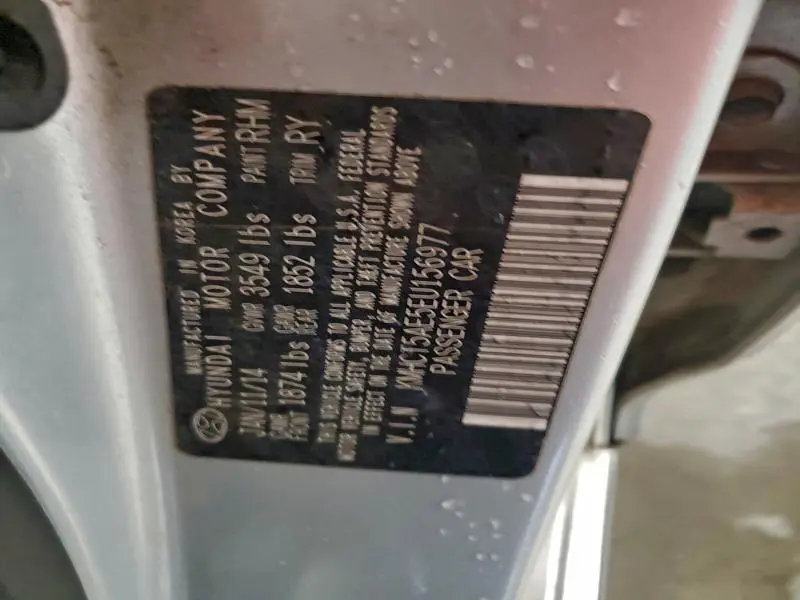 MANUFACTURED IN KOREA BY
HYUNDAI MOTOR COMPANY
JAN/11/14 GVWR 3549 lbs PAINT RHM
GAWR FRNT 1874 lbs GAWR REAR 1852 lbs TRIM RY
THIS VEHICLE CONFORMS TO ALL APPLICABLE U.S.A. FEDERAL
MOTOR VEHICLE SAFETY, BUMPER, AND THEFT PREVENTION STANDARDS
IN EFFECT ON THE DATE OF MANUFACTURE SHOWN ABOVE
V.I.N KMHCT5AE5EU156977
PASSENGER CAR